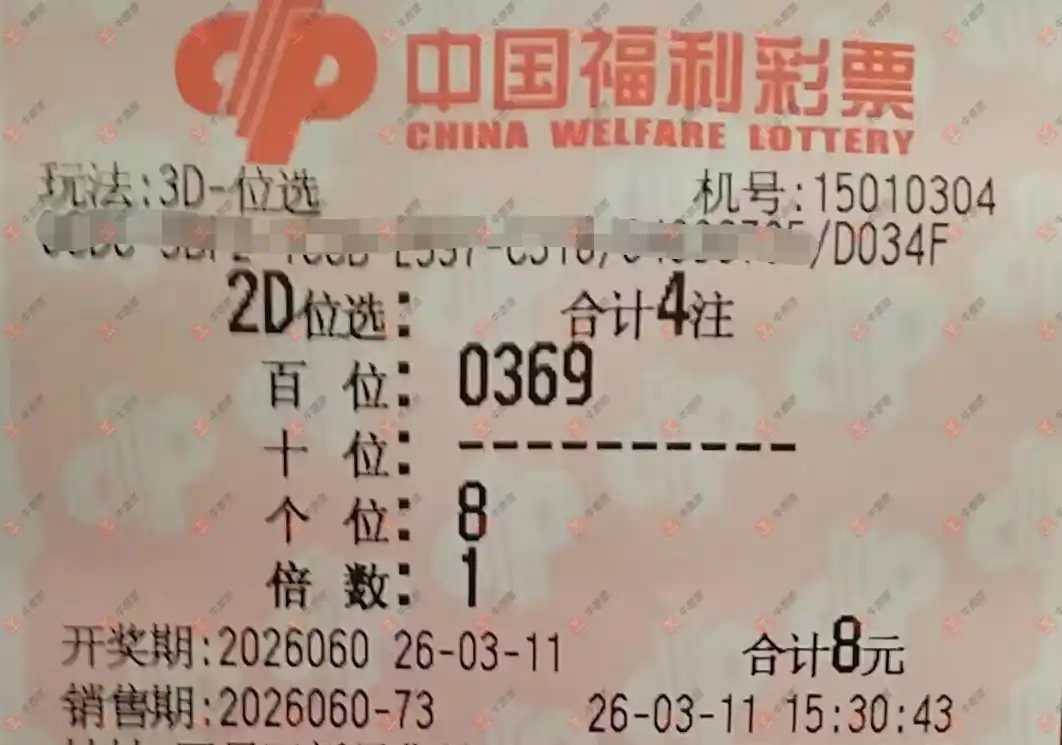 中国福利彩票
CHINA WELFARE LOTTERY
玩法:3D-位选 机号:15010304
/D034F
2D位选: 合计4注
百 位: 0369
十 位: ----------
个 位: 8
倍 数: 1
开奖期:2026060 26-03-11 合计8元
销售期:2026060-73 26-03-11 15:30:43